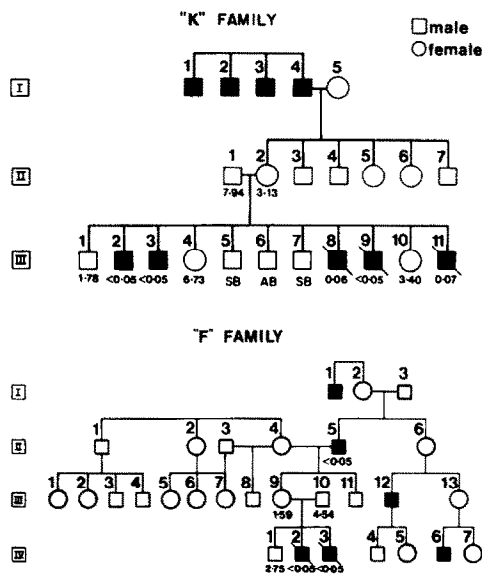 "K" FAMILY
male
female
1 2 3 4 5
I
1 2 3 4 5 6 7
II
7·94 3·13
1 2 3 4 5 6 7 8 9 10 11
III
1·78 <0·05 <0·05 6·73 SB AB SB 0·06 <0·05 3·40 0·07
"F" FAMILY
1 2 3
I
1 2 3 4 5 6
II
<0·05
1 2 3 4 5 6 7 8 9 10 11 12 13
III
1·59 4·54
1 2 3 4 5 6 7
IV
2·75 <0·05 <0·05